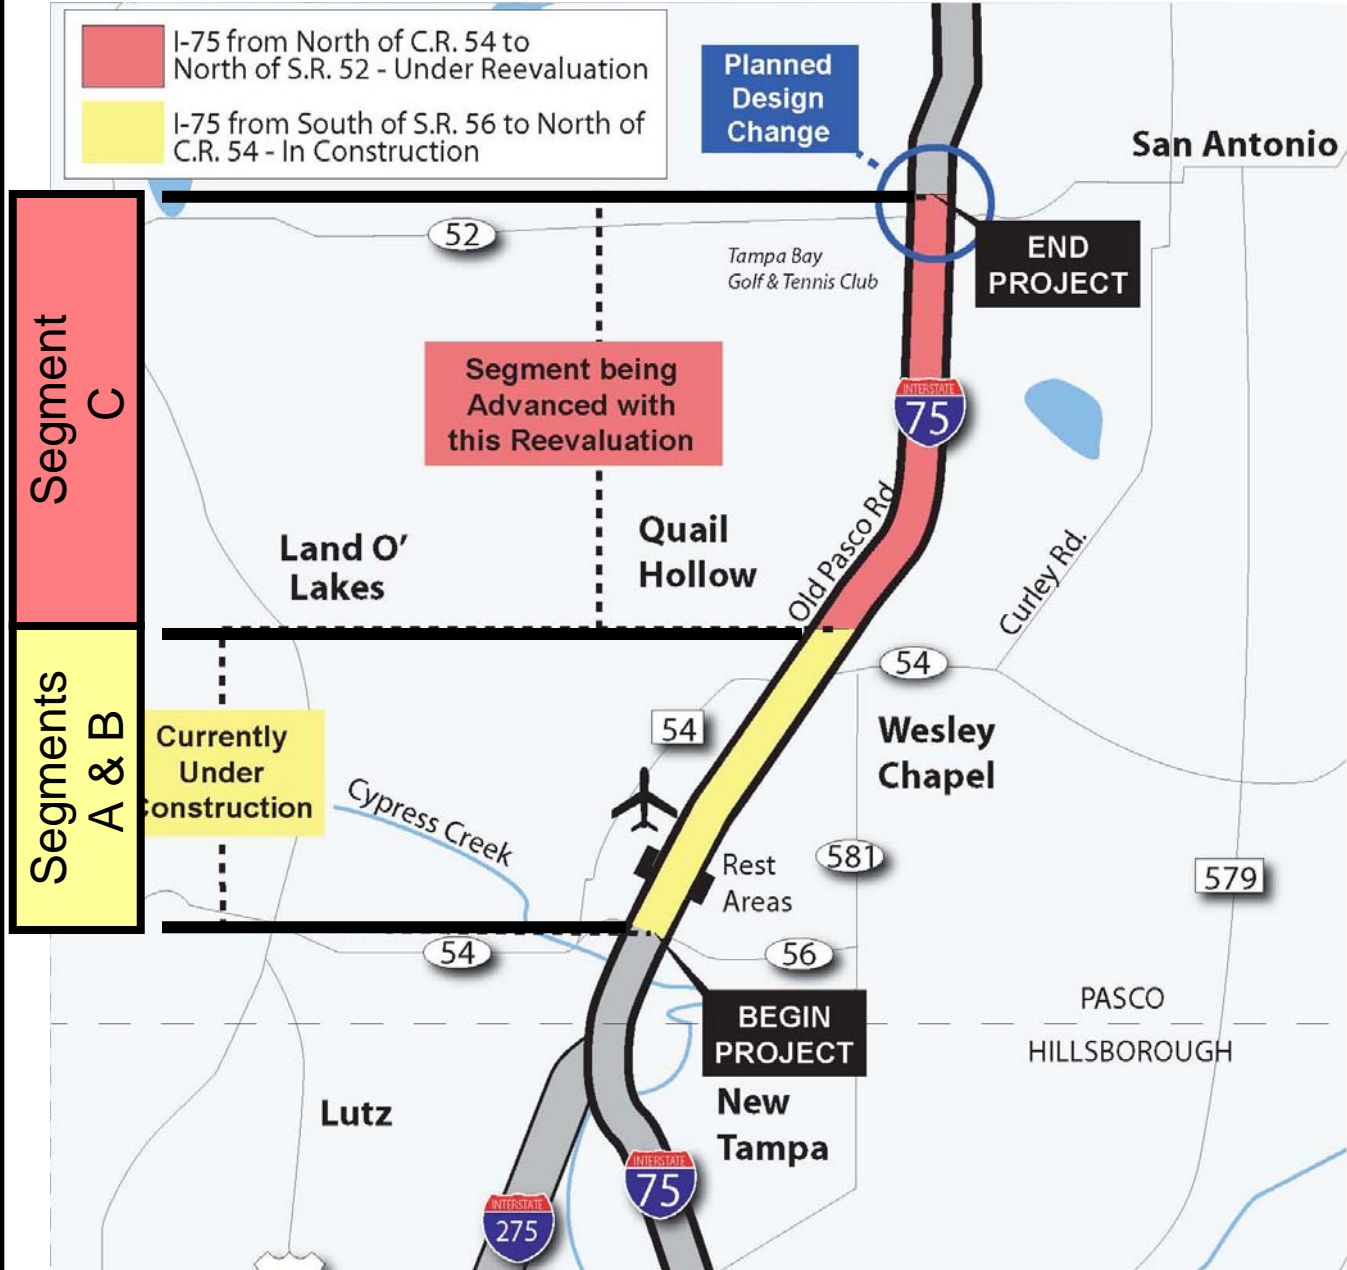 I-75 from North of C.R. 54 to
North of S.R. 52 - Under Reevaluation
I-75 from South of S.R. 56 to North of
C.R. 54 - In Construction
Planned
Design
Change
San Antonio
52
Tampa Bay
Golf & Tennis Club
END
PROJECT
Segment
C
Segment being
Advanced with
this Reevaluation
INTERSTATE
75
Land O'
Lakes
Quail
Hollow
Old Pasco Rd
Curley Rd.
54
Segments
A & B
Currently
Under
onstruction
54
Wesley
Chapel
Cypress Creek
Rest
Areas
581
579
54
56
BEGIN
PROJECT
PASCO
HILLSBOROUGH
Lutz
New
Tampa
INTERSTATE
75
INTERSTATE
275